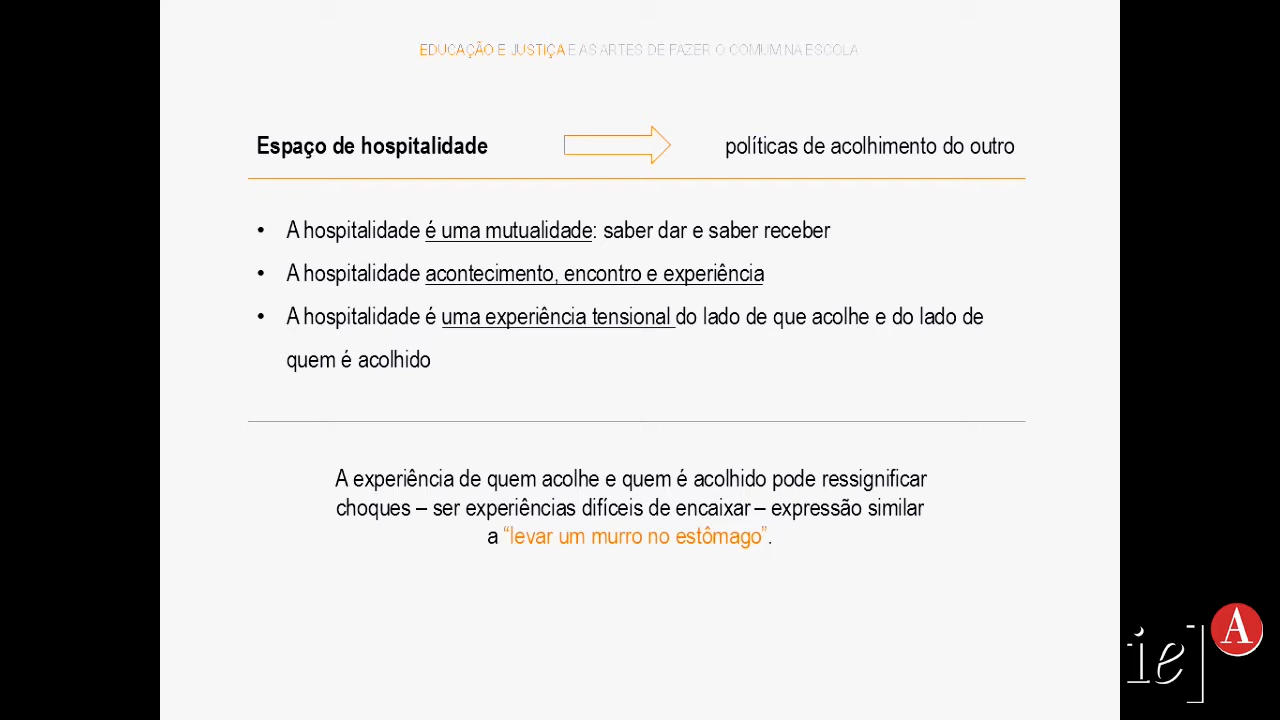 EDUCAÇÃO E JUSTIÇA E AS ARTES DE FAZER O COMUM NA ESCOLA
Espaço de hospitalidade
políticas de acolhimento do outro
• A hospitalidade é uma mutualidade: saber dar e saber receber
• A hospitalidade acontecimento, encontro e experiência
• A hospitalidade é uma experiência tensional do lado de que acolhe e do lado de
quem é acolhido
A experiência de quem acolhe e quem é acolhido pode ressignificar
choques – ser experiências difíceis de encaixar – expressão similar
a “levar um murro no estômago”.
ie]
A